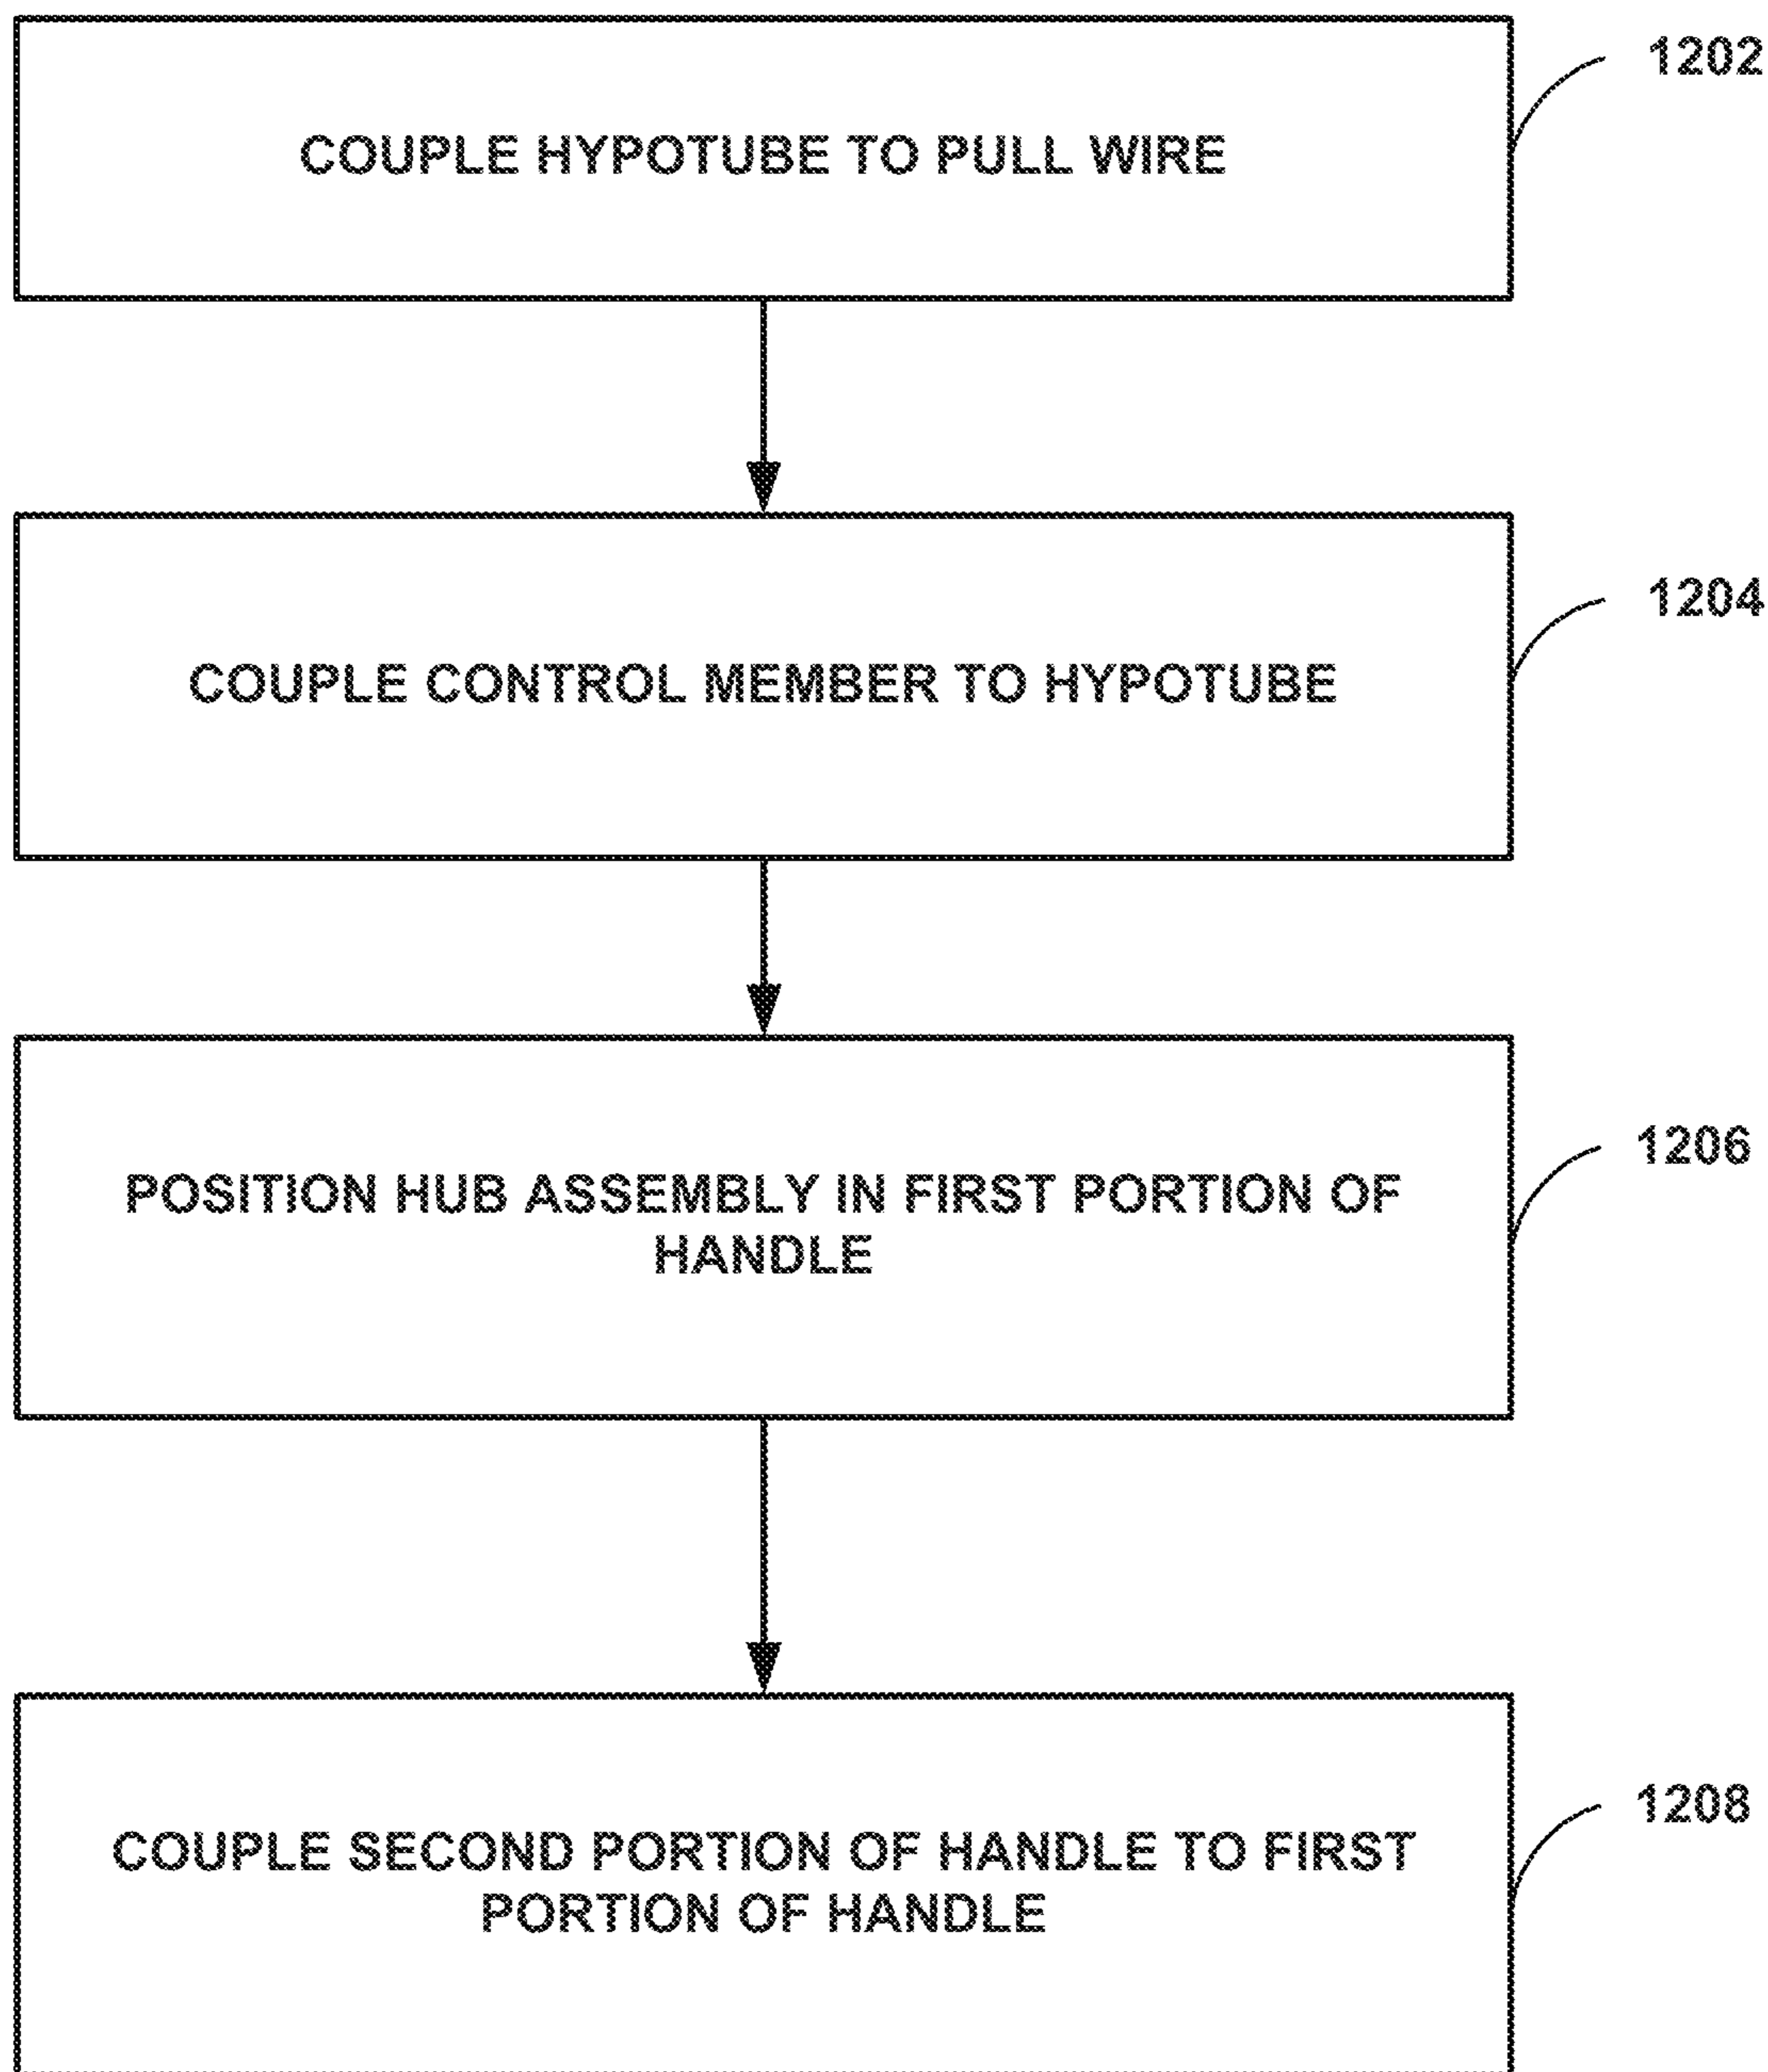 1202
COUPLE HYPOTUBE TO PULL WIRE
1204
COUPLE CONTROL MEMBER TO HYPOTUBE
1206
POSITION HUB ASSEMBLY IN FIRST PORTION OF
HANDLE
1208
COUPLE SECOND PORTION OF HANDLE TO FIRST
PORTION OF HANDLE